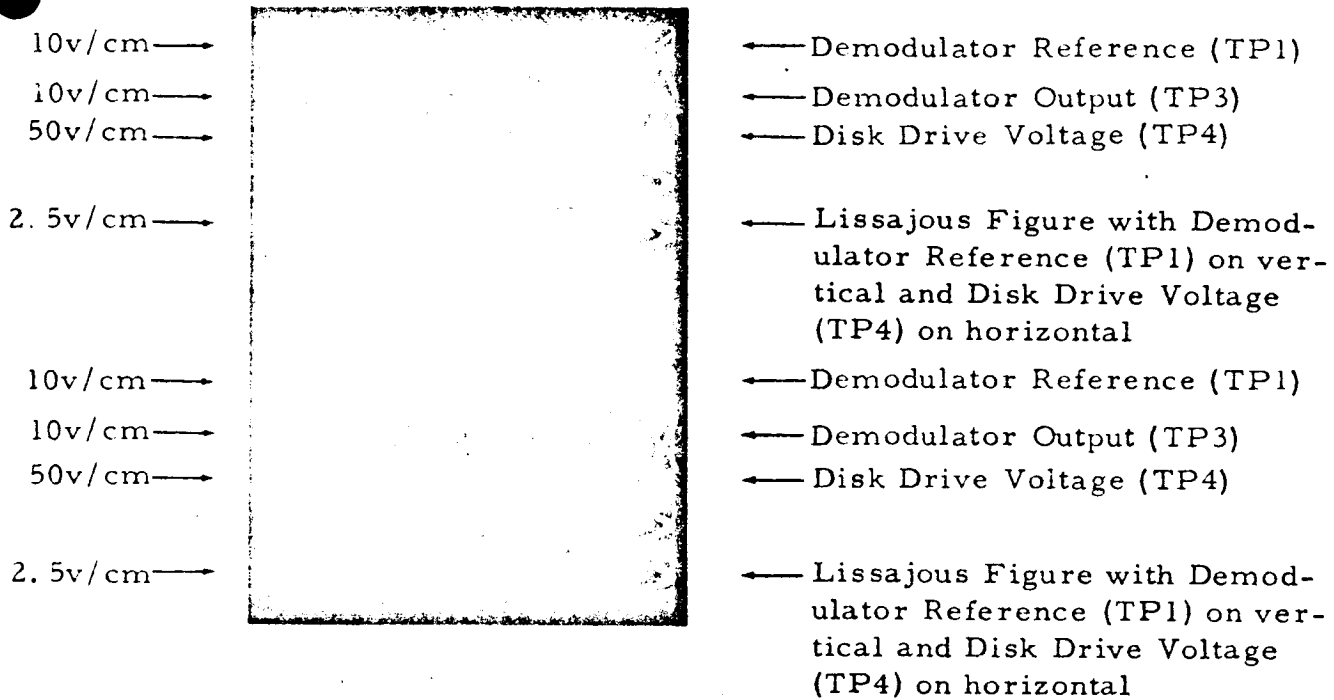 10v/cm Demodulator Reference (TP1)
10v/cm Demodulator Output (TP3)
50v/cm Disk Drive Voltage (TP4)
2. 5v/cm Lissajous Figure with Demod-
ulator Reference (TP1) on ver-
tical and Disk Drive Voltage
(TP4) on horizontal
10v/cm Demodulator Reference (TP1)
10v/cm Demodulator Output (TP3)
50v/cm Disk Drive Voltage (TP4)
2. 5v/cm Lissajous Figure with Demod-
ulator Reference (TP1) on ver-
tical and Disk Drive Voltage
(TP4) on horizontal